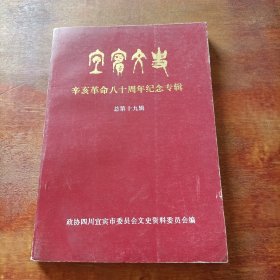 宜宾文史
辛亥革命八十周年纪念专辑
总第十九辑
政协四川宜宾市委员会文史资料委员会编